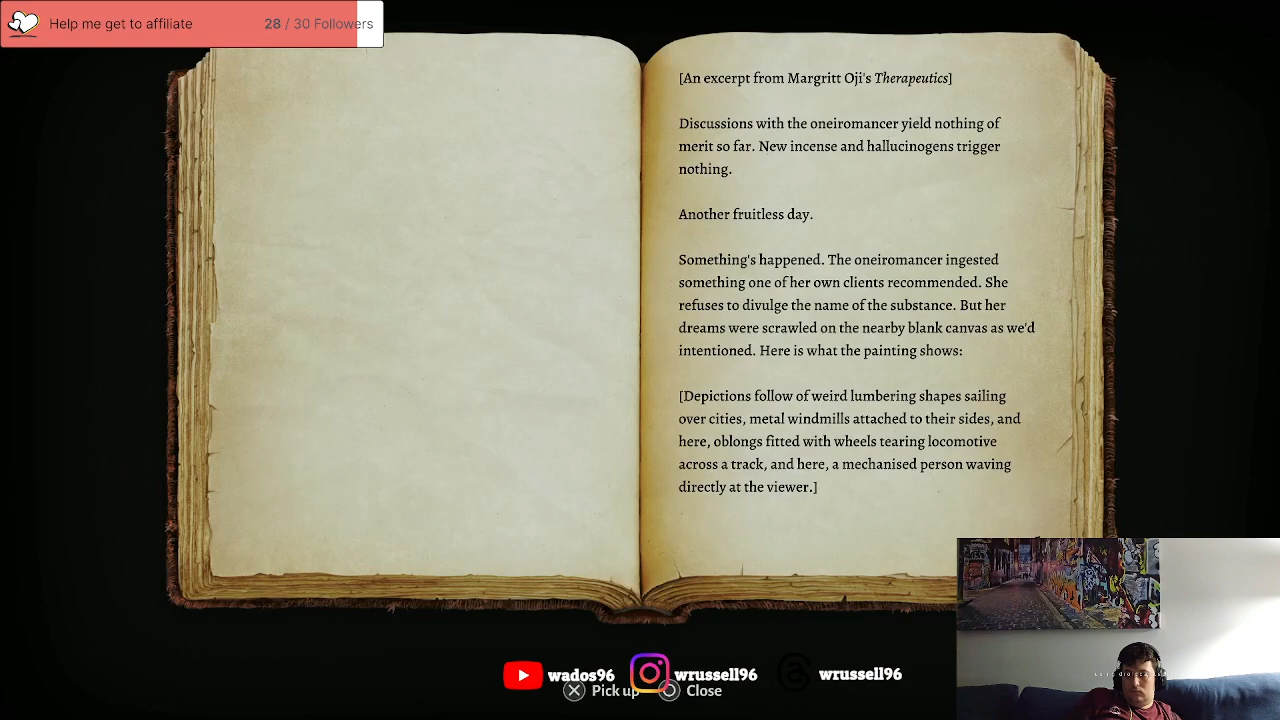 Help me get to affiliate 28 / 30 Followers
[An excerpt from Margritt Oji's Therapeutics]
Discussions with the oneiromancer yield nothing of
merit so far. New incense and hallucinogens trigger
nothing.
Another fruitless day.
Something's happened. The oneiromancer ingested
something one of her own clients recommended. She
refuses to divulge the name of the substance. But her
dreams were scrawled on the nearby blank canvas as we'd
intentioned. Here is what the painting shows:
[Depictions follow of weird lumbering shapes sailing
over cities, metal windmills attached to their sides, and
here, oblongs fitted with wheels tearing locomotive
across a track, and here, a mechanised person waving
directly at the viewer.]
wados96 wrussell96 wrussell96
Pick up Close